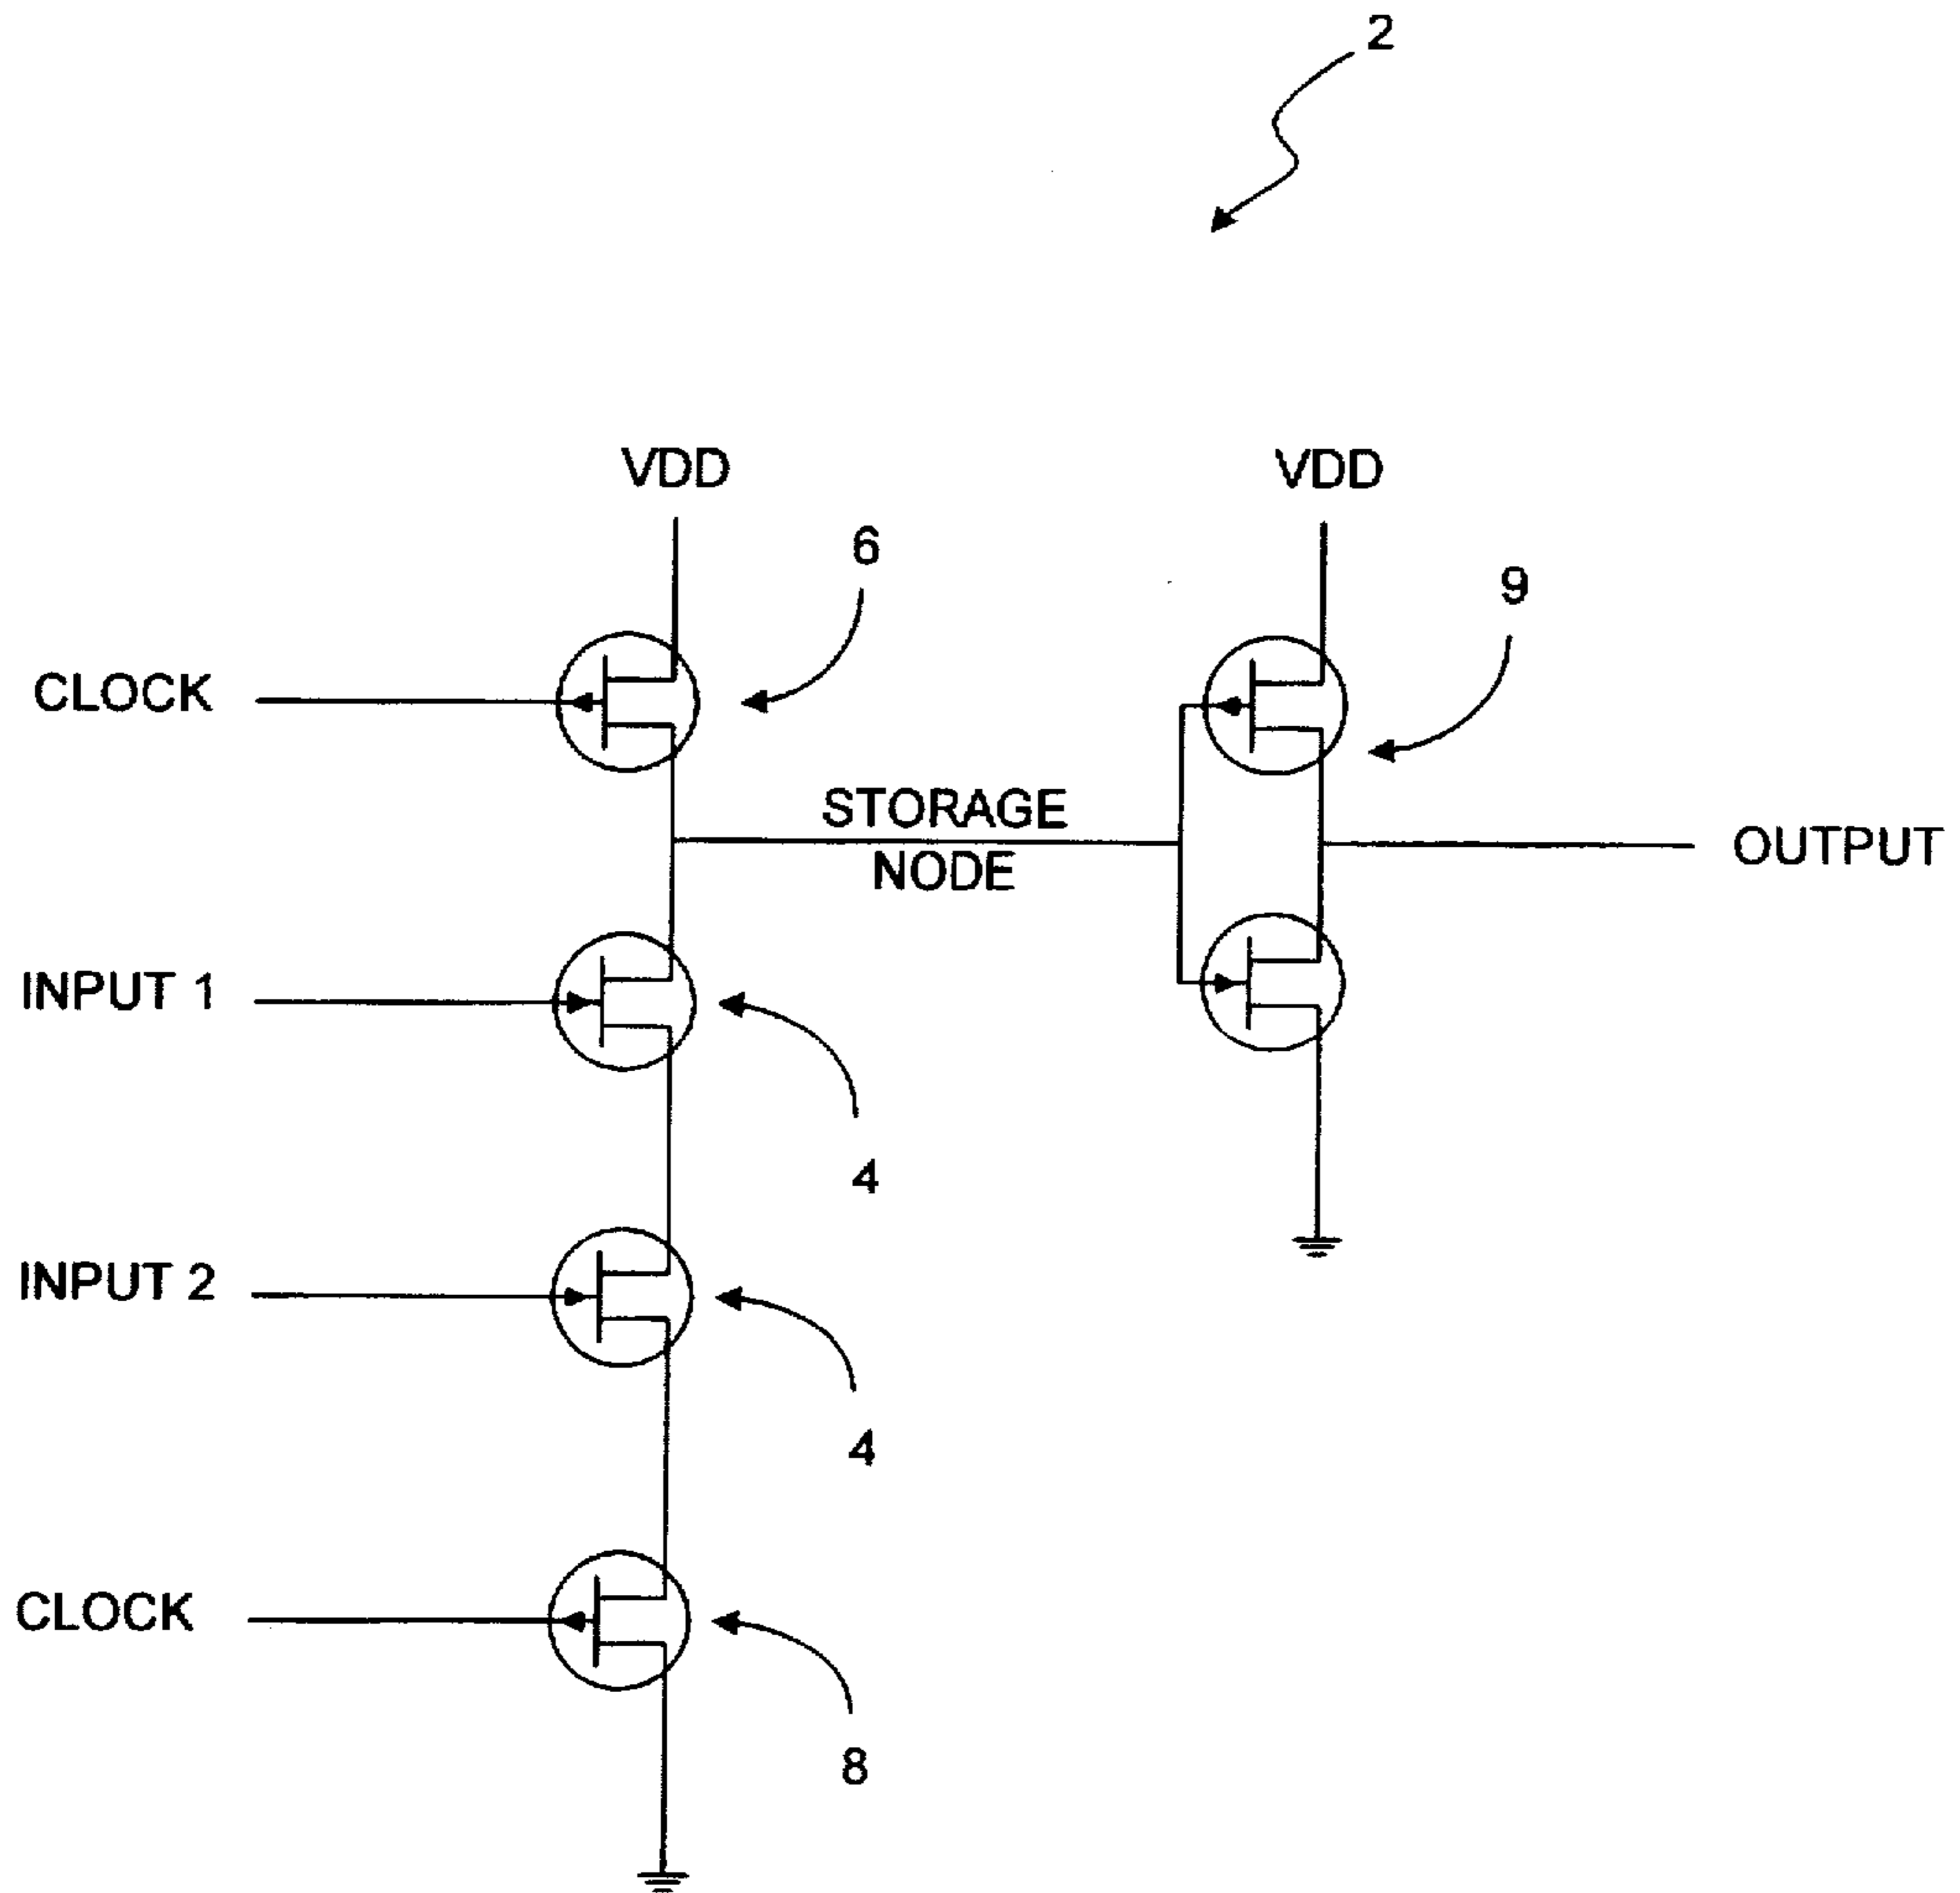 2
VDD
VDD
6
9
CLOCK
STORAGE
NODE
OUTPUT
INPUT 1
4
INPUT 2
4
CLOCK
8